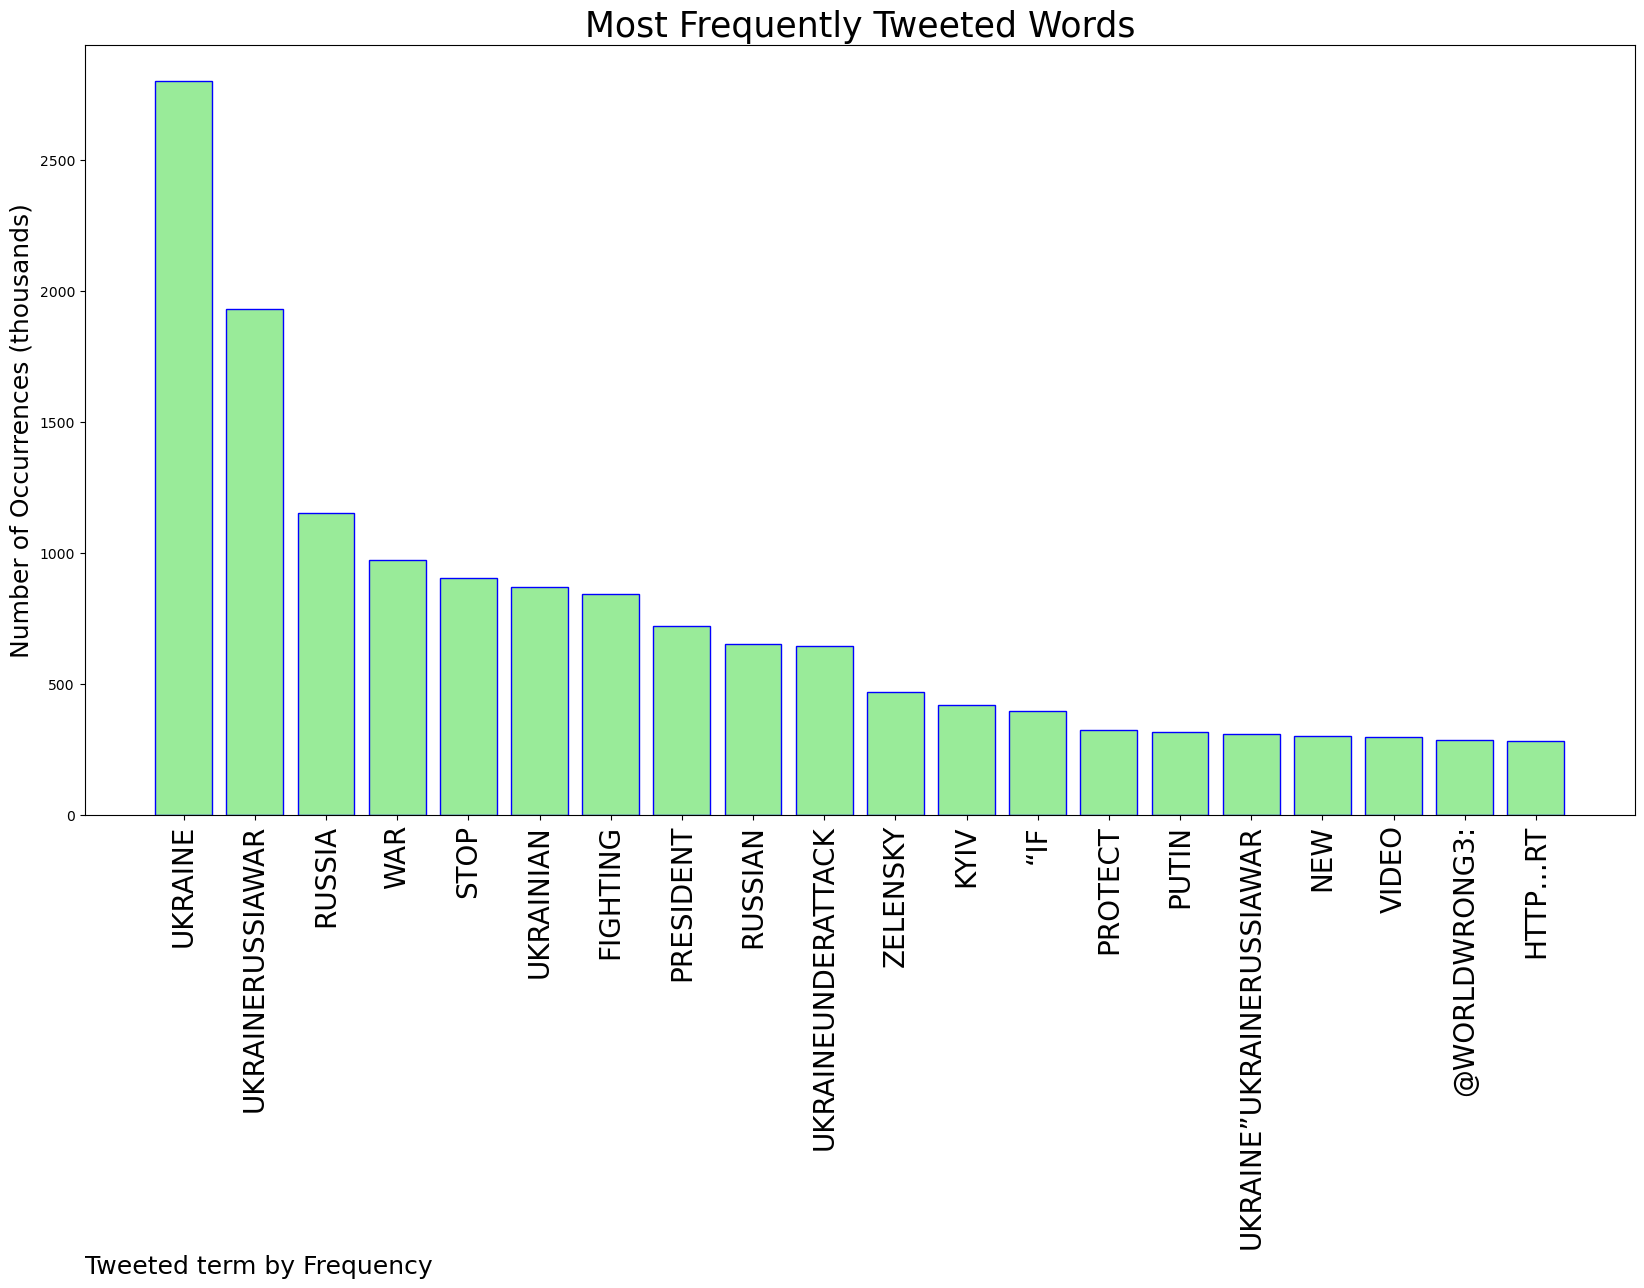 Most Frequently Tweeted Words
Number of Occurrences (thousands)
2500
2000
1500
1000
500
0
UKRAINE
UKRAINERUSSIAWAR
RUSSIA
WAR
STOP
UKRAINIAN
FIGHTING
PRESIDENT
RUSSIAN
UKRAINEUNDERATTACK
ZELENSKY
KYIV
“IF
PROTECT
PUTIN
UKRAINE”UKRAINERUSSIAWAR
NEW
VIDEO
@WORLDWRONG3:
HTTP...RT
Tweeted term by Frequency